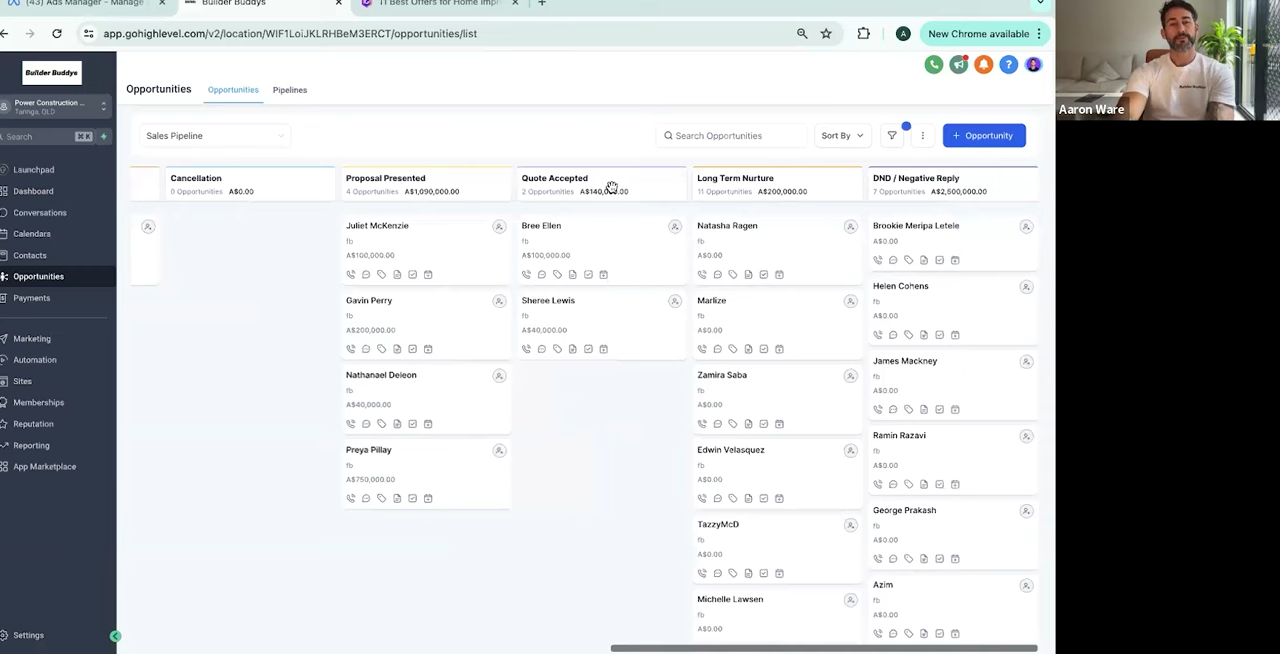 (43) Ads Manager - Manage
Builder Buddys
11 Best Offers for Home Impr
app.gohighlevel.com/v2/location/WIF1LoiJKLRHBeM3ERCT/opportunities/list
A
New Chrome available
Builder Buddys
Power Construction ...
Taringa, QLD
Search
⌘K
Launchpad
Dashboard
Conversations
Calendars
Contacts
Opportunities
Payments
Marketing
Automation
Sites
Memberships
Reputation
Reporting
App Marketplace
Settings
Opportunities
Opportunities
Pipelines
Sales Pipeline
Search Opportunities
Sort By
+ Opportunity
Cancellation
0 Opportunities A$0.00
Proposal Presented
4 Opportunities A$1,090,000.00
Juliet McKenzie
fb
A$100,000.00
Gavin Perry
fb
A$200,000.00
Nathanael Deleon
fb
A$40,000.00
Preya Pillay
fb
A$750,000.00
Quote Accepted
2 Opportunities
Bree Ellen
fb
A$100,000.00
Sheree Lewis
fb
A$40,000.00
Long Term Nurture
11 Opportunities A$200,000.00
Natasha Ragen
fb
A$0.00
Marlize
fb
A$0.00
Zamira Saba
fb
A$0.00
Edwin Velasquez
fb
A$0.00
TazzyMcD
fb
A$0.00
Michelle Lawsen
fb
A$0.00
DND / Negative Reply
7 Opportunities A$2,500,000.00
Brookie Meripa Letele
A$0.00
Helen Cohens
fb
A$0.00
James Mackney
fb
A$0.00
Ramin Razavi
fb
A$0.00
George Prakash
fb
A$0.00
Azim
fb
A$0.00
Aaron Ware